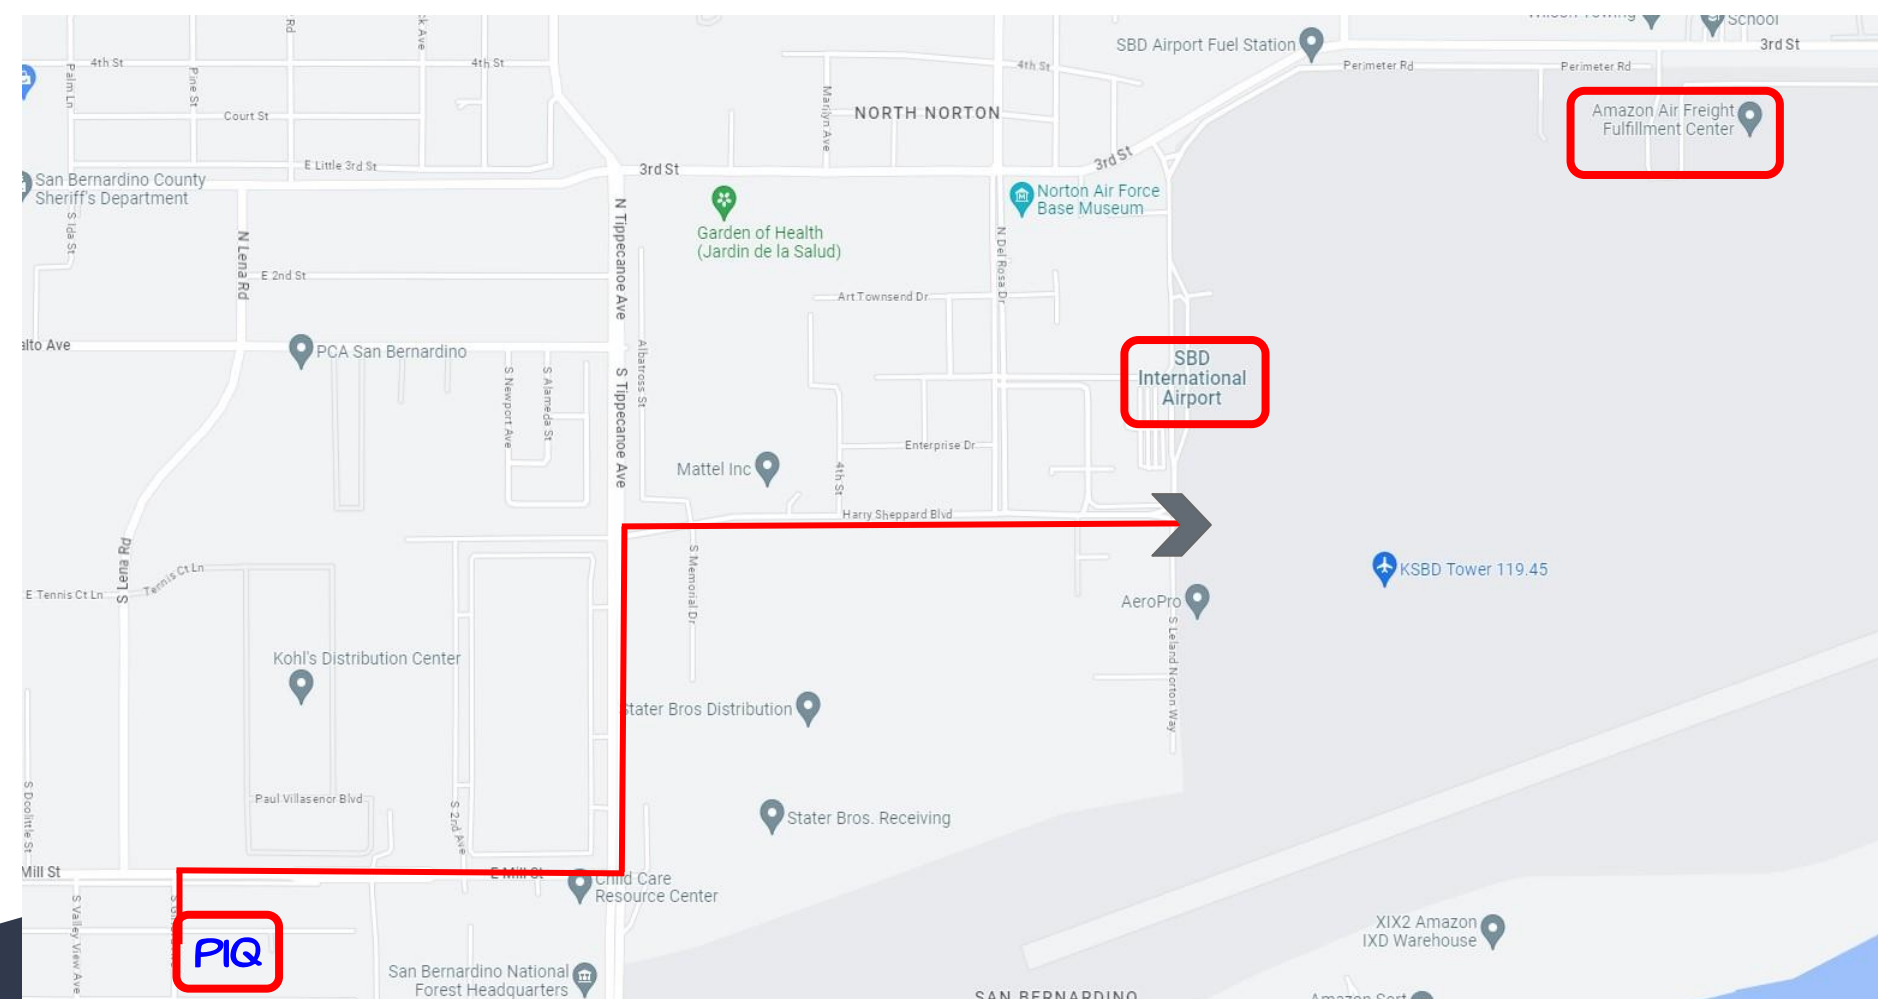 School
SBD Airport Fuel Station
3rd St
Perimeter Rd
Perimeter Rd
4th St
4th St
4th St
Palm Ln
Pine St
Rd
k Ave
Court St
Marilyn Ave
NORTH NORTON
Amazon Air Freight
Fulfillment Center
E Little 3rd St
3rd St
3rd St
San Bernardino County
Sheriff's Department
S Ida St
N Lena Rd
E 2nd St
N Tippecanoe Ave
Garden of Health
(Jardin de la Salud)
Norton Air Force
Base Museum
N Del Rosa Dr
Art Townsend Dr
alto Ave
PCA San Bernardino
S Newport Ave
S Alameda St
S Tippecanoe Ave
Albatross St
SBD
International
Airport
Enterprise Dr
Mattel Inc
4th St
Harry Sheppard Blvd
S Lena Rd
Tennis Ct Ln
E Tennis Ct Ln
S Memorial Dr
KSBD Tower 119.45
AeroPro
S Leland Norton Way
Kohl's Distribution Center
Stater Bros Distribution
S Doolittle St
Paul Villasenor Blvd
S 2nd Ave
Stater Bros. Receiving
Mill St
E Mill St
Child Care
Resource Center
S Valley View Ave
PIQ
XIX2 Amazon
IXD Warehouse
San Bernardino National
Forest Headquarters
SAN BERNARDINO
Amazon Sort